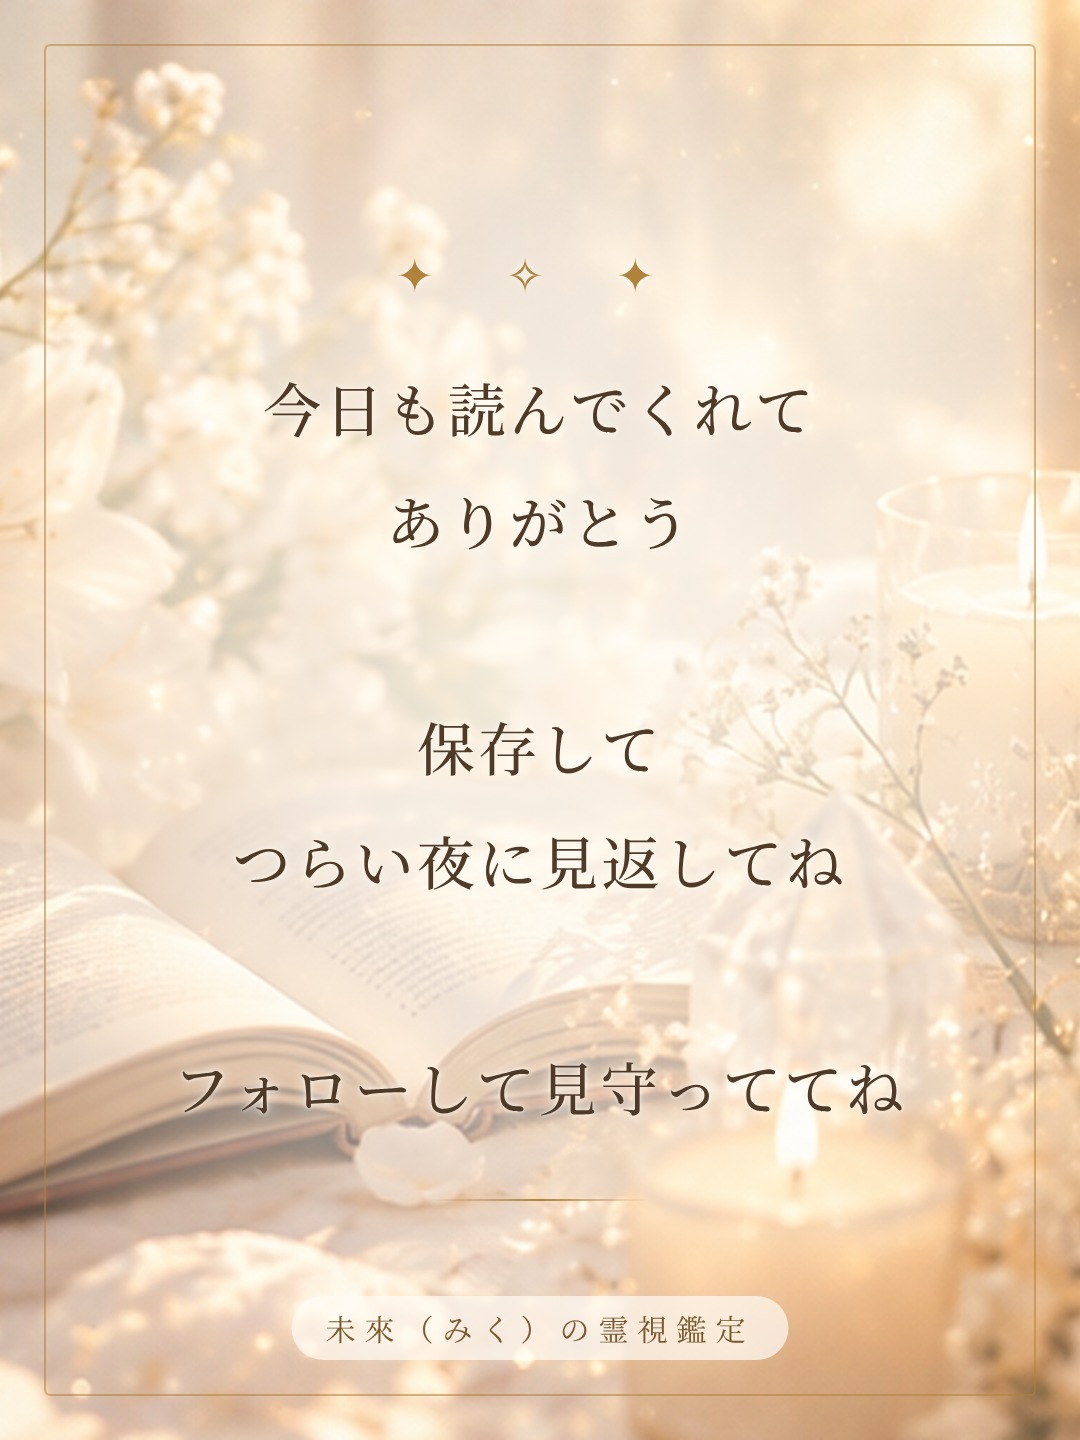 ✦ ✧ ✦
今日も読んでくれて
ありがとう
保存して
つらい夜に見返してね
フォローして見守っててね
未來（みく）の霊視鑑定